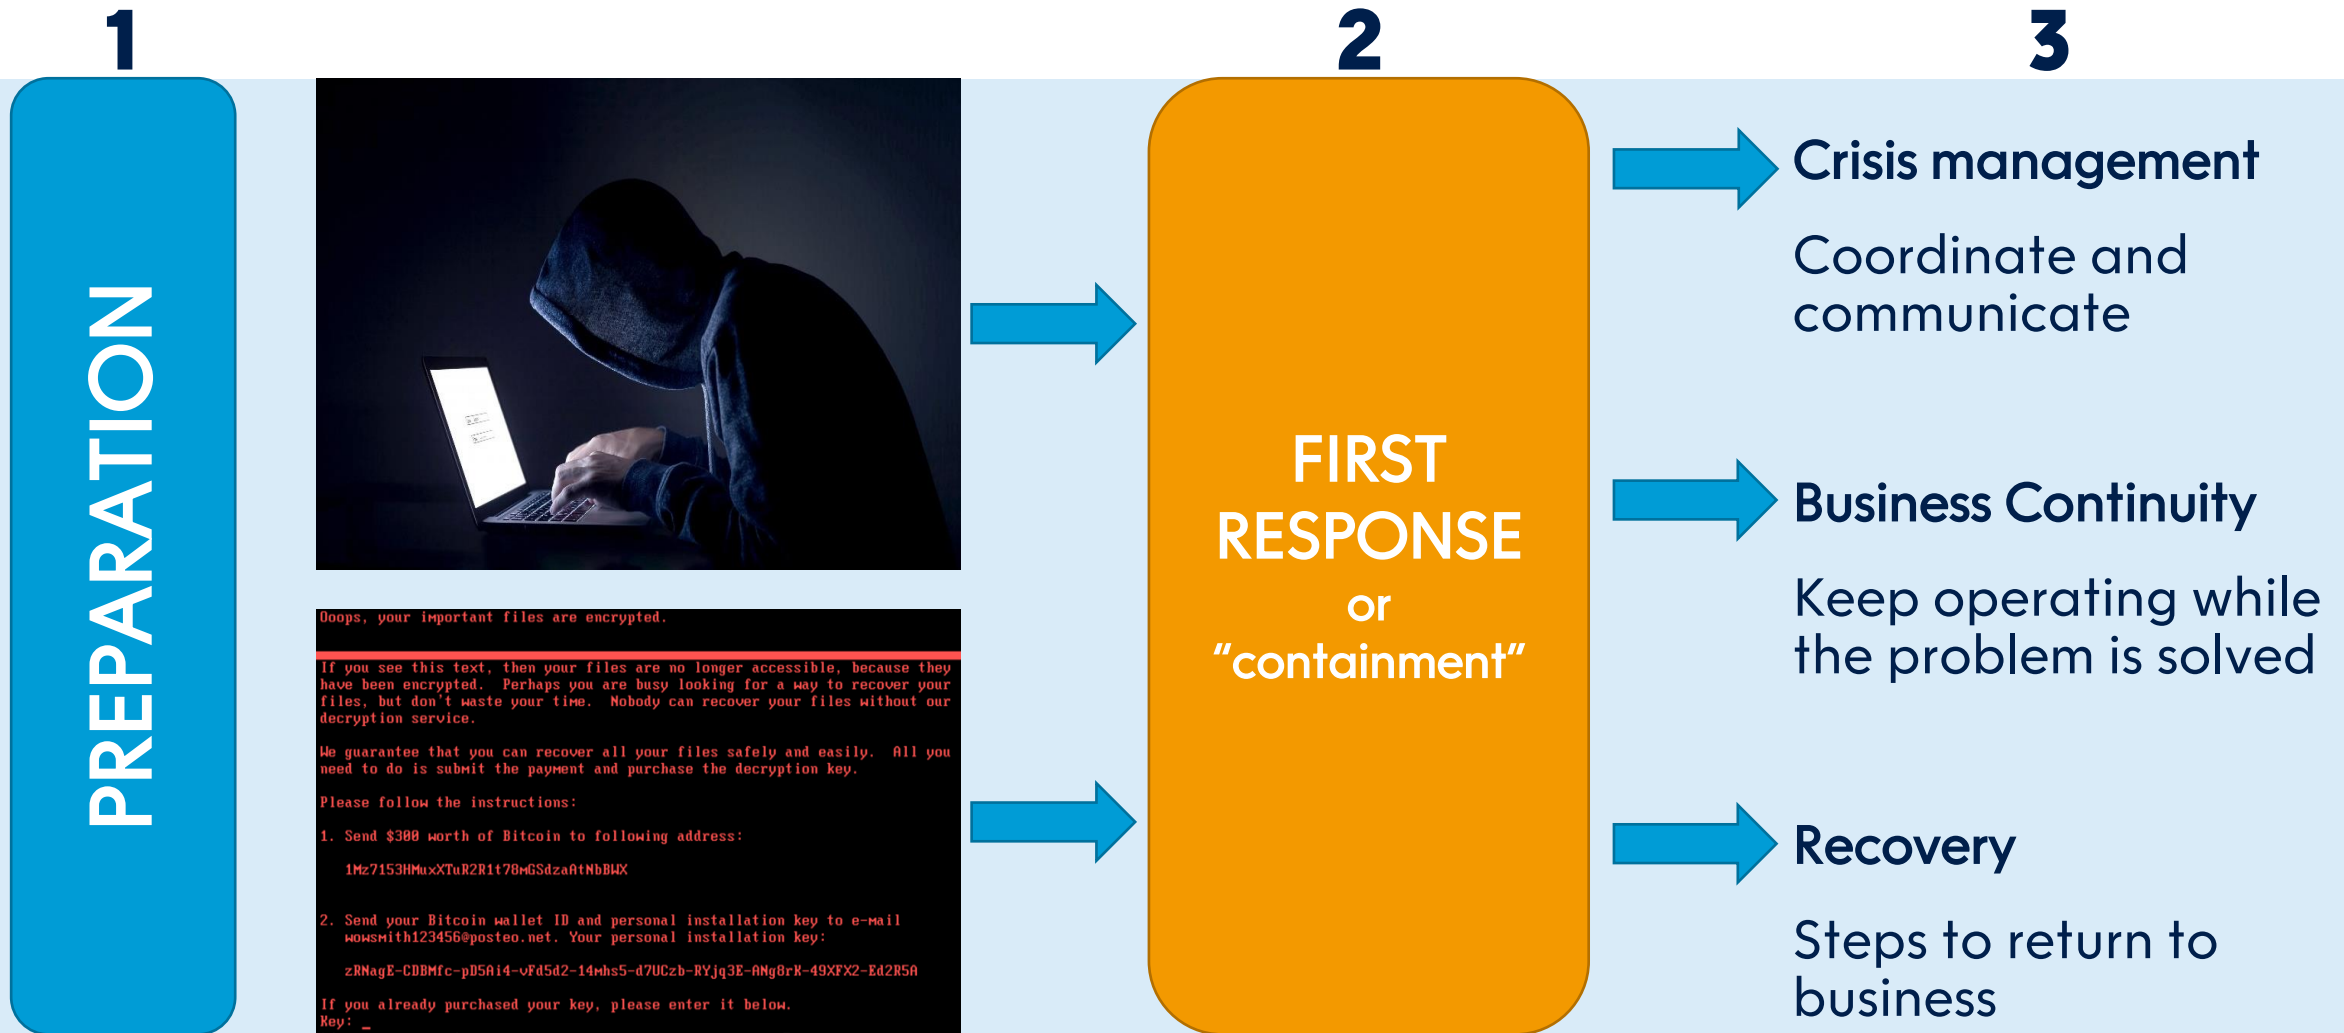 1
2
3
PREPARATION
Ooops, your important files are encrypted.
If you see this text, then your files are no longer accessible, because they
have been encrypted. Perhaps you are busy looking for a way to recover your
files, but don't waste your time. Nobody can recover your files without our
decryption service.
We guarantee that you can recover all your files safely and easily. All you
need to do is submit the payment and purchase the decryption key.
Please follow the instructions:
1. Send $300 worth of Bitcoin to following address:
1Mz7153HMuxXTuR2R1t78mGSdzaAtNbBWX
2. Send your Bitcoin wallet ID and personal installation key to e-mail
wowsmith123456@posteo.net. Your personal installation key:
zRNagE-CDBMfc-pD5Ai4-vFd5d2-14mhs5-d7UCzb-RYjq3E-ANg8rK-49XFX2-Ed2R5A
If you already purchased your key, please enter it below.
Key: _
FIRST
RESPONSE
or
“containment”
Crisis management
Coordinate and
communicate
Business Continuity
Keep operating while
the problem is solved
Recovery
Steps to return to
business